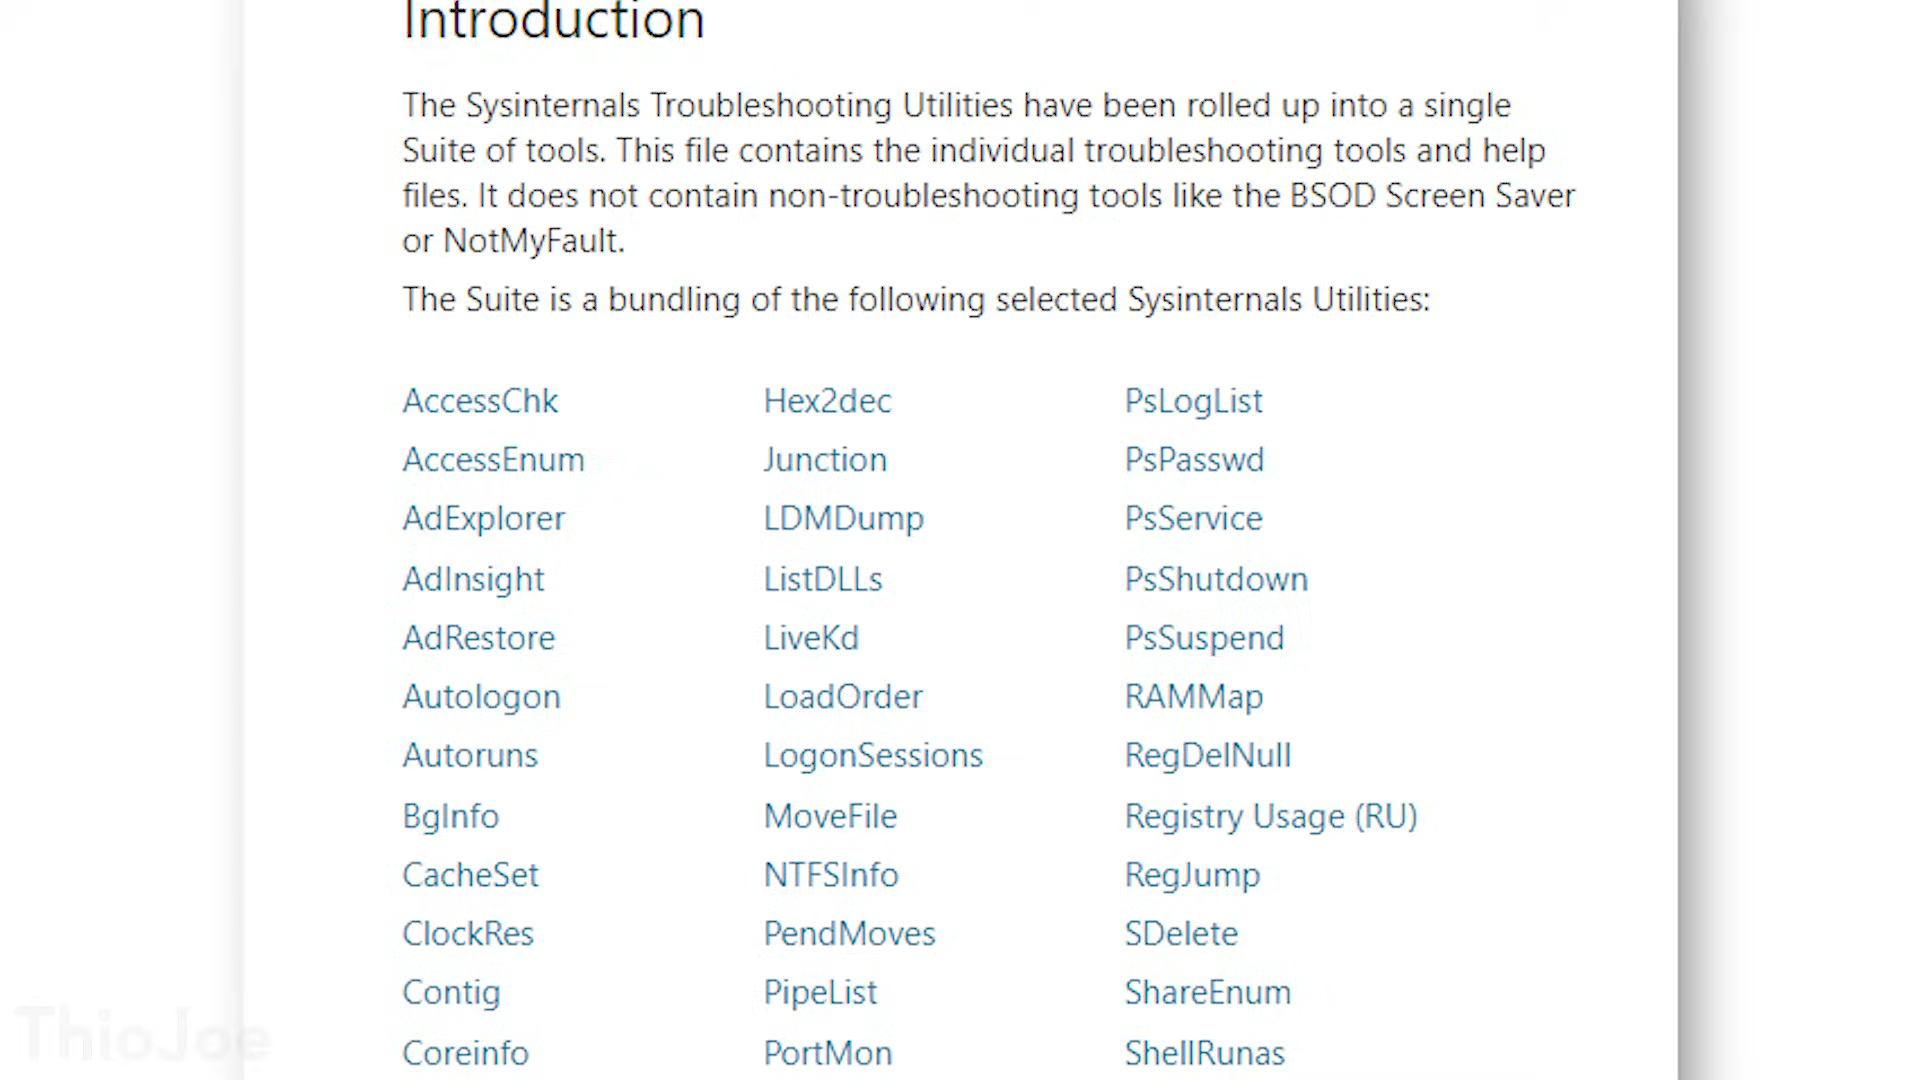 Introduction
The Sysinternals Troubleshooting Utilities have been rolled up into a single
Suite of tools. This file contains the individual troubleshooting tools and help
files. It does not contain non-troubleshooting tools like the BSOD Screen Saver
or NotMyFault.
The Suite is a bundling of the following selected Sysinternals Utilities:
AccessChk Hex2dec PsLogList
AccessEnum Junction PsPasswd
AdExplorer LDMDump PsService
AdInsight ListDLLs PsShutdown
AdRestore LiveKd PsSuspend
Autologon LoadOrder RAMMap
Autoruns LogonSessions RegDelNull
BgInfo MoveFile Registry Usage (RU)
CacheSet NTFSInfo RegJump
ClockRes PendMoves SDelete
Contig PipeList ShareEnum
Coreinfo PortMon ShellRunas
ThioJoe